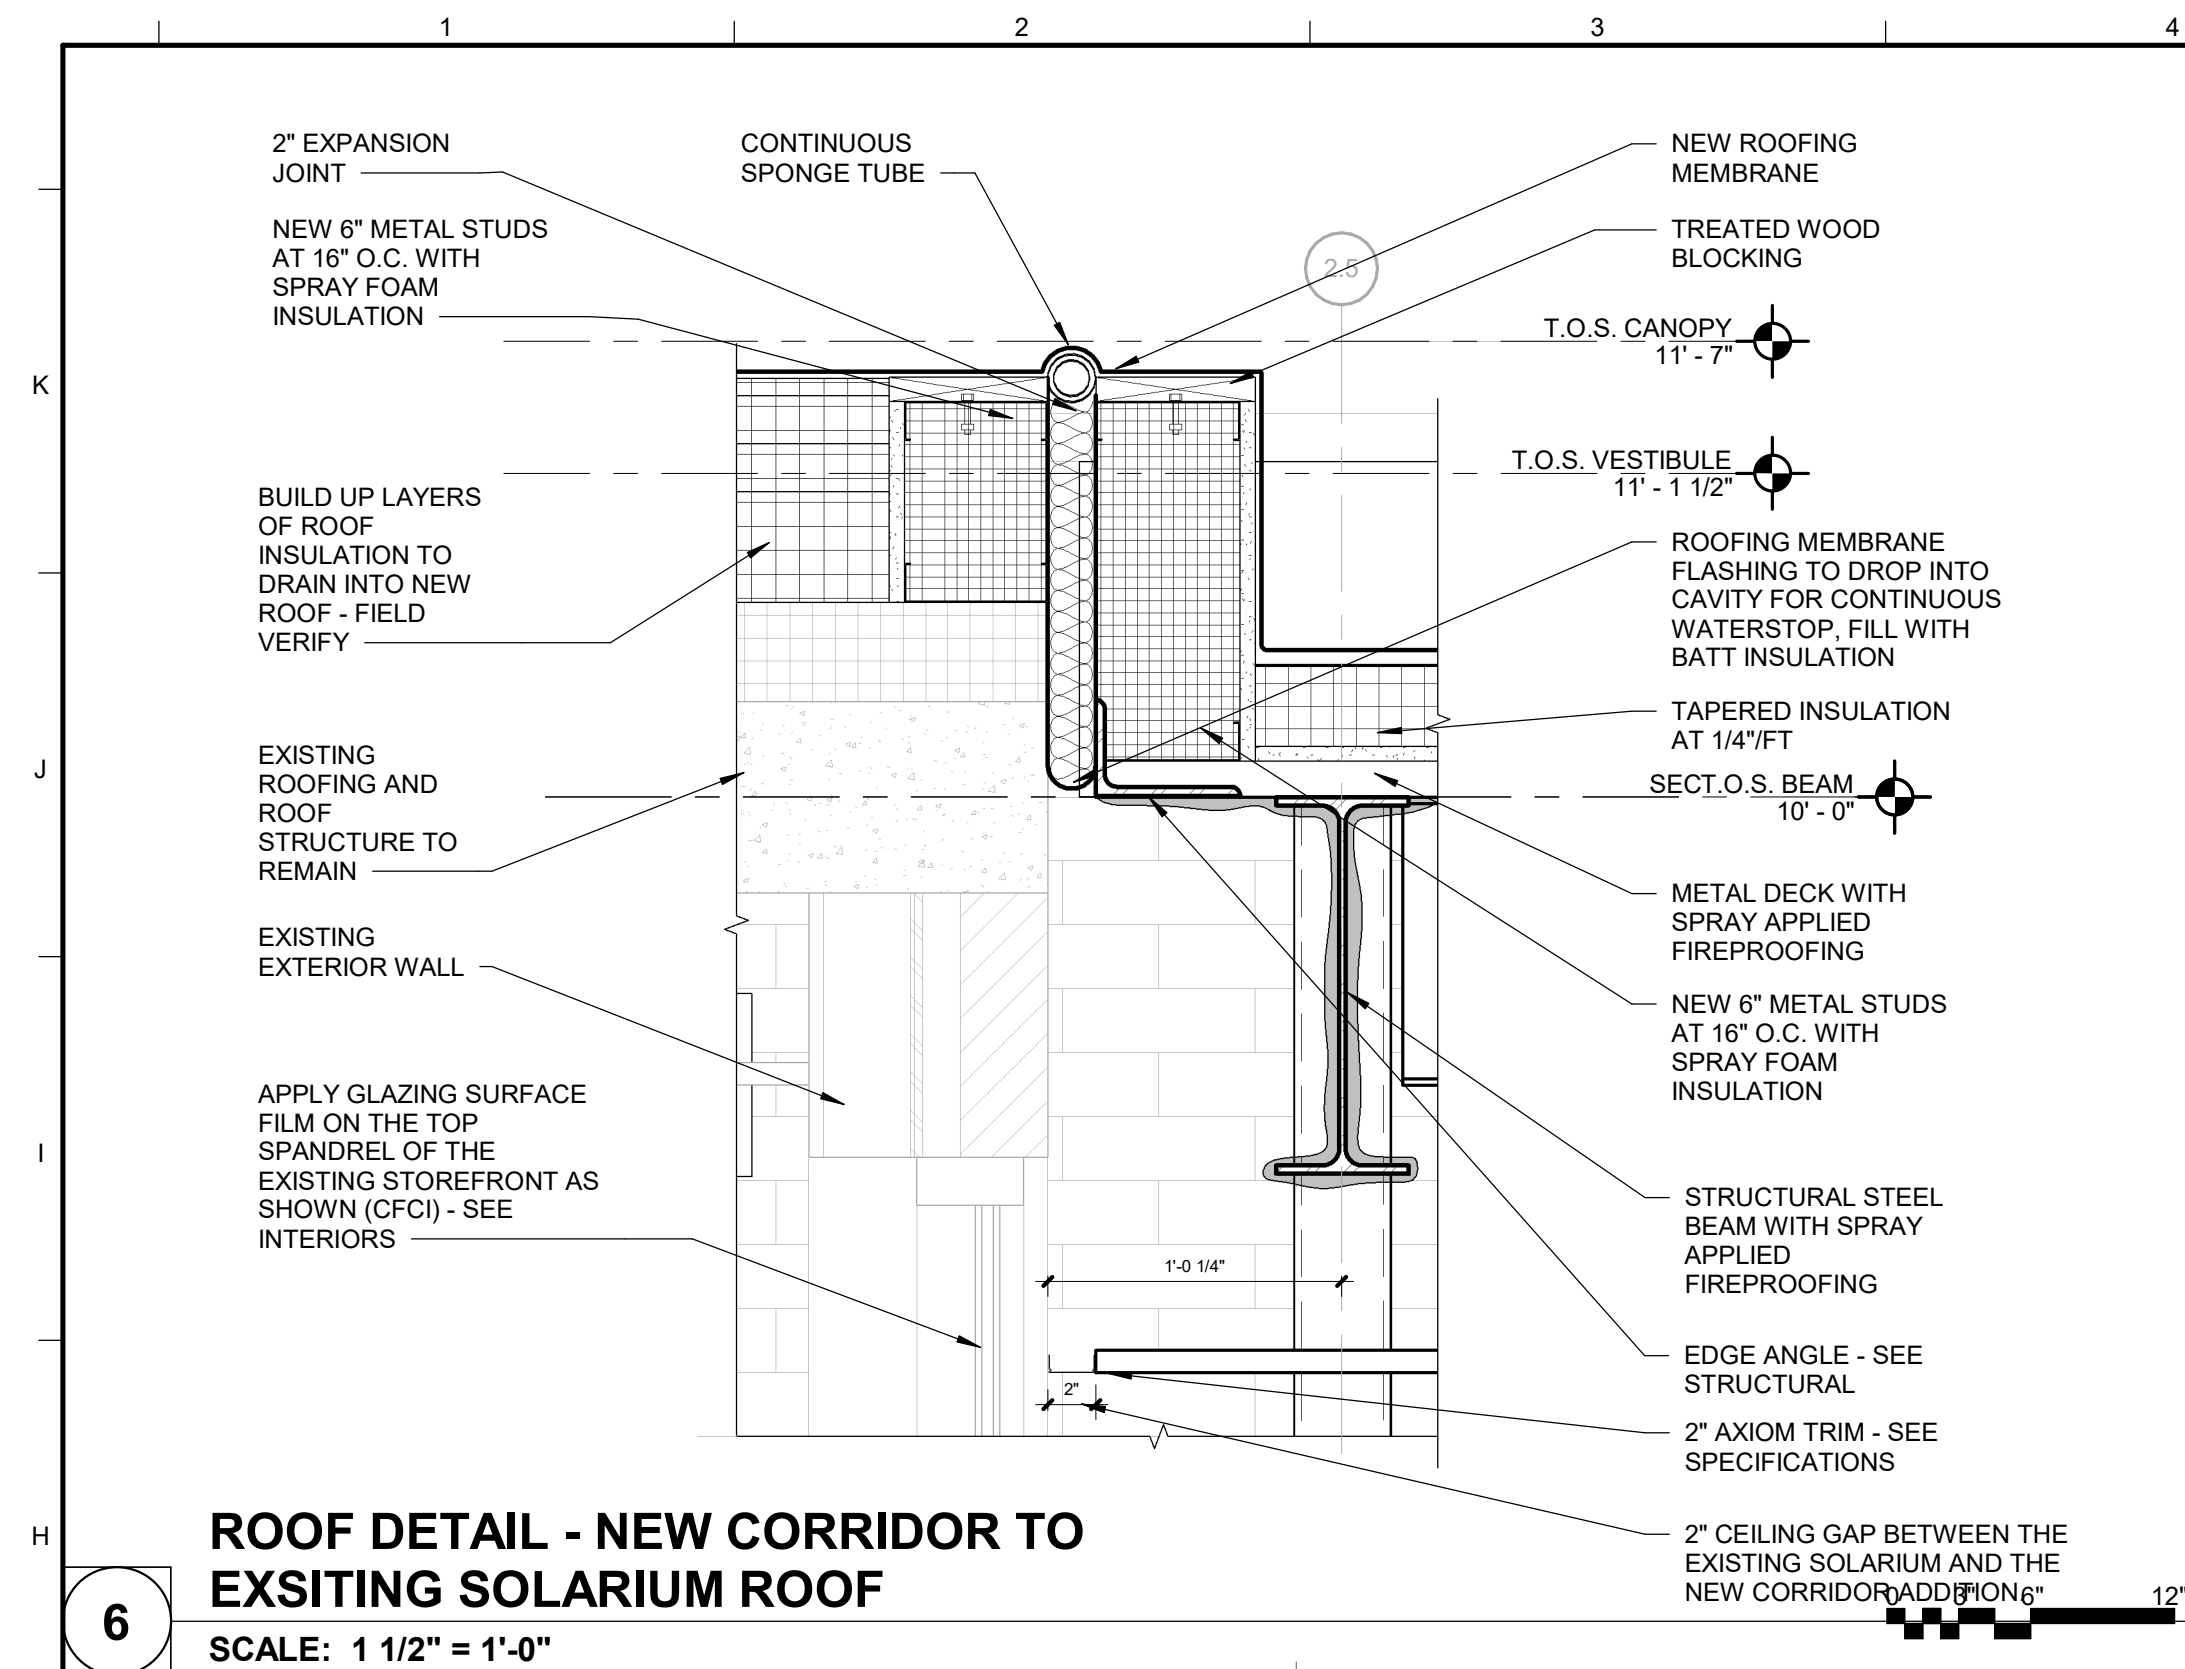 1
2
3
4
2" EXPANSION
JOINT
CONTINUOUS
SPONGE TUBE
NEW ROOFING
MEMBRANE
NEW 6" METAL STUDS
AT 16" O.C. WITH
SPRAY FOAM
INSULATION
TREATED WOOD
BLOCKING
2.5
T.O.S. CANOPY
11' - 7"
K
T.O.S. VESTIBULE
11' - 1 1/2"
BUILD UP LAYERS
OF ROOF
INSULATION TO
DRAIN INTO NEW
ROOF - FIELD
VERIFY
ROOFING MEMBRANE
FLASHING TO DROP INTO
CAVITY FOR CONTINUOUS
WATERSTOP, FILL WITH
BATT INSULATION
TAPERED INSULATION
AT 1/4"/FT
J
EXISTING
ROOFING AND
ROOF
STRUCTURE TO
REMAIN
SECT.O.S. BEAM
10' - 0"
METAL DECK WITH
SPRAY APPLIED
FIREPROOFING
EXISTING
EXTERIOR WALL
NEW 6" METAL STUDS
AT 16" O.C. WITH
SPRAY FOAM
INSULATION
I
APPLY GLAZING SURFACE
FILM ON THE TOP
SPANDREL OF THE
EXISTING STOREFRONT AS
SHOWN (CFCI) - SEE
INTERIORS
STRUCTURAL STEEL
BEAM WITH SPRAY
APPLIED
FIREPROOFING
1'-0 1/4"
EDGE ANGLE - SEE
STRUCTURAL
2"
2" AXIOM TRIM - SEE
SPECIFICATIONS
H
2" CEILING GAP BETWEEN THE
EXISTING SOLARIUM AND THE
NEW CORRIDOR ADDITION
0 3" 6" 12"
ROOF DETAIL - NEW CORRIDOR TO
EXSITING SOLARIUM ROOF
6
SCALE: 1 1/2" = 1'-0"